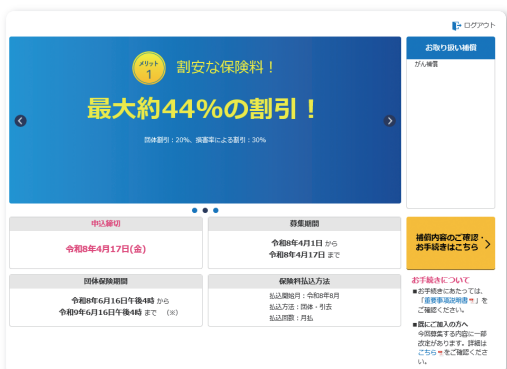 ログアウト
メリット
1
割安な保険料！
最大約44%の割引！
団体割引：20%、損害率による割引：30%
お取り扱い補償
がん補償
申込締切
令和8年4月17日(金)
募集期間
令和8年4月1日 から
令和8年4月17日 まで
補償内容のご確認・
お手続きはこちら
団体保険期間
令和8年6月16日午後4時 から
令和9年6月16日午後4時 まで （※）
保険料払込方法
払込開始月：令和8年8月
払込方法：団体・引去
払込回数：月払
お手続きについて
■お手続きにあたっては、
「重要事項説明書」を
ご確認ください。
■既にご加入の方へ
今回募集する内容に一部
改定があります。詳細は
こちらをご確認くださ
い。